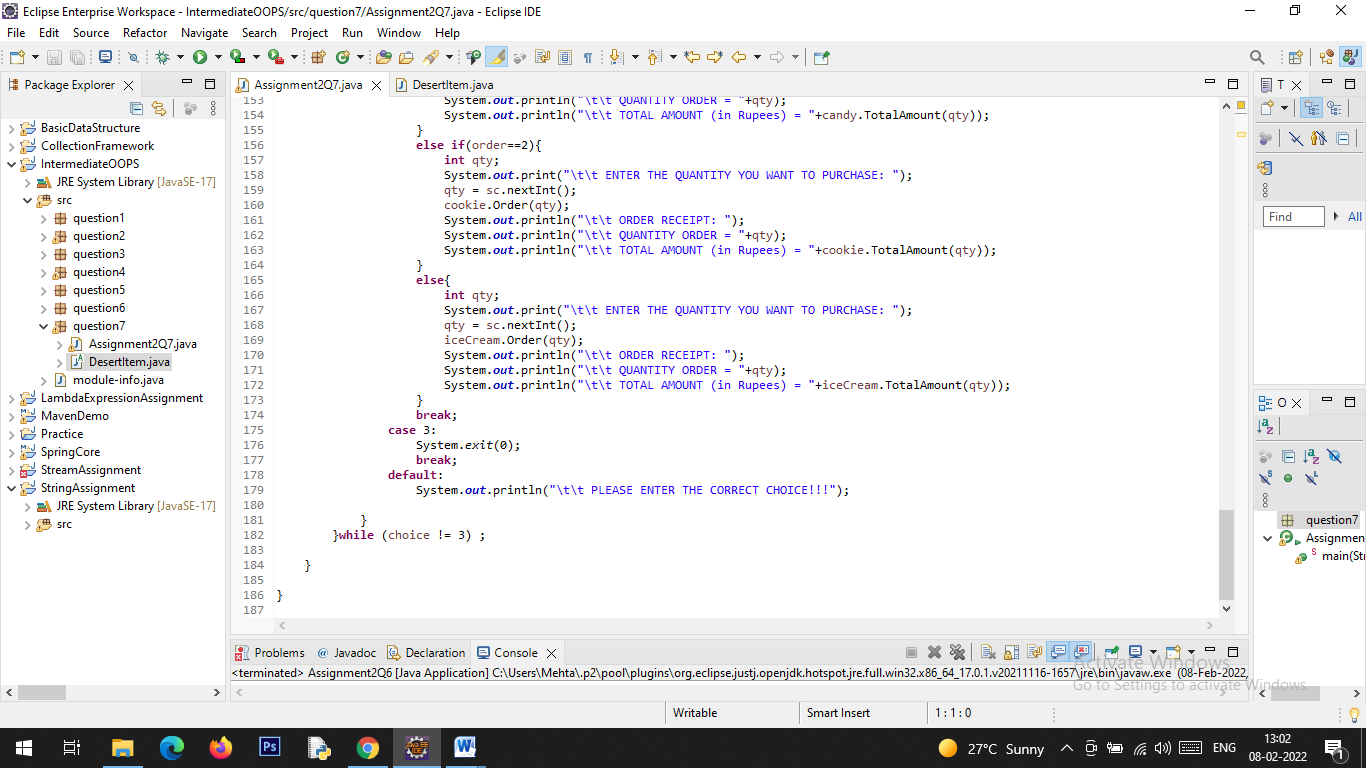 Eclipse Enterprise Workspace - IntermediateOOPS/src/question7/Assignment2Q7.java - Eclipse IDE
File Edit Source Refactor Navigate Search Project Run Window Help
Package Explorer
BasicDataStructure
CollectionFramework
IntermediateOOPS
JRE System Library [JavaSE-17]
src
question1
question2
question3
question4
question5
question6
question7
Assignment2Q7.java
DesertItem.java
module-info.java
LambdaExpressionAssignment
MavenDemo
Practice
SpringCore
StreamAssignment
StringAssignment
JRE System Library [JavaSE-17]
src
Assignment2Q7.java DesertItem.java
153 System.out.println("\t\t QUANTITY ORDER = "+qty);
154 System.out.println("\t\t TOTAL AMOUNT (in Rupees) = "+candy.TotalAmount(qty));
155 }
156 else if(order==2){
157 int qty;
158 System.out.print("\t\t ENTER THE QUANTITY YOU WANT TO PURCHASE: ");
159 qty = sc.nextInt();
160 cookie.Order(qty);
161 System.out.println("\t\t ORDER RECEIPT: ");
162 System.out.println("\t\t QUANTITY ORDER = "+qty);
163 System.out.println("\t\t TOTAL AMOUNT (in Rupees) = "+cookie.TotalAmount(qty));
164 }
165 else{
166 int qty;
167 System.out.print("\t\t ENTER THE QUANTITY YOU WANT TO PURCHASE: ");
168 qty = sc.nextInt();
169 iceCream.Order(qty);
170 System.out.println("\t\t ORDER RECEIPT: ");
171 System.out.println("\t\t QUANTITY ORDER = "+qty);
172 System.out.println("\t\t TOTAL AMOUNT (in Rupees) = "+iceCream.TotalAmount(qty));
173 }
174 break;
175 case 3:
176 System.exit(0);
177 break;
178 default:
179 System.out.println("\t\t PLEASE ENTER THE CORRECT CHOICE!!!");
180
181 }
182 }while (choice != 3) ;
183
184 }
185
186 }
187
T
Find All
O
question7
Assignmen
main(Str
Problems @ Javadoc Declaration Console
<terminated> Assignment2Q6 [Java Application] C:\Users\Mehta\.p2\pool\plugins\org.eclipse.justj.openjdk.hotspot.jre.full.win32.x86_64_17.0.1.v20211116-1657\jre\bin\javaw.exe (08-Feb-2022,
Activate Windows
Go to Settings to activate Windows.
Writable Smart Insert 1 : 1 : 0
Ps
JAVA EE
IDE
W
27°C Sunny ENG 13:02
08-02-2022
1